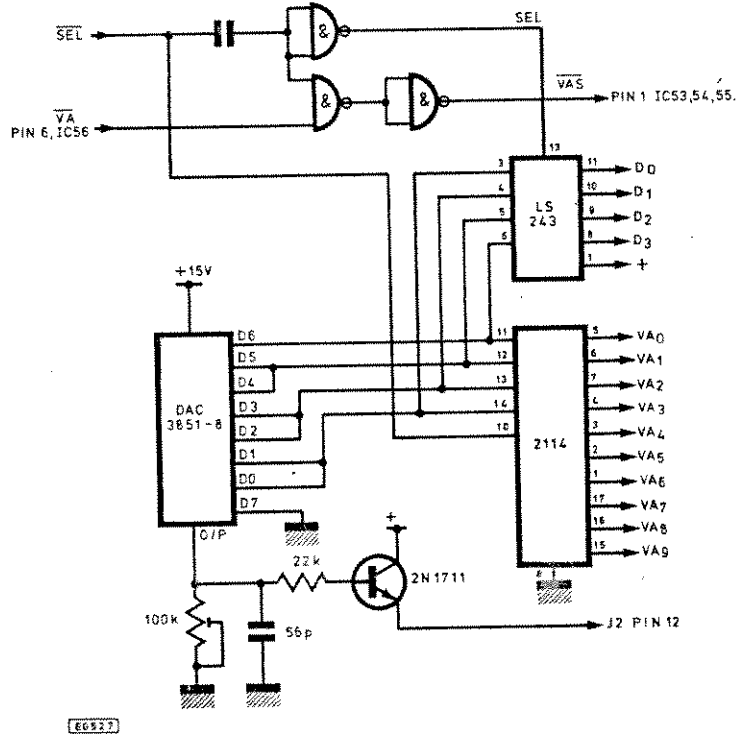 SEL
SEL
&
&
&
VAS
VA
PIN 6, IC56
PIN 1 IC53,54,55.
13
3
4
5
6
LS
243
11
10
9
8
1
D0
D1
D2
D3
+
+15V
DAC
3851-8
D6
D5
D4
D3
D2
D1
D0
D7
O/P
11
12
13
14
10
2114
5
6
7
4
3
2
1
17
16
15
VA0
VA1
VA2
VA3
VA4
VA5
VA6
VA7
VA8
VA9
8
+
22k
2N1711
100k
56p
J2 PIN 12
EG527